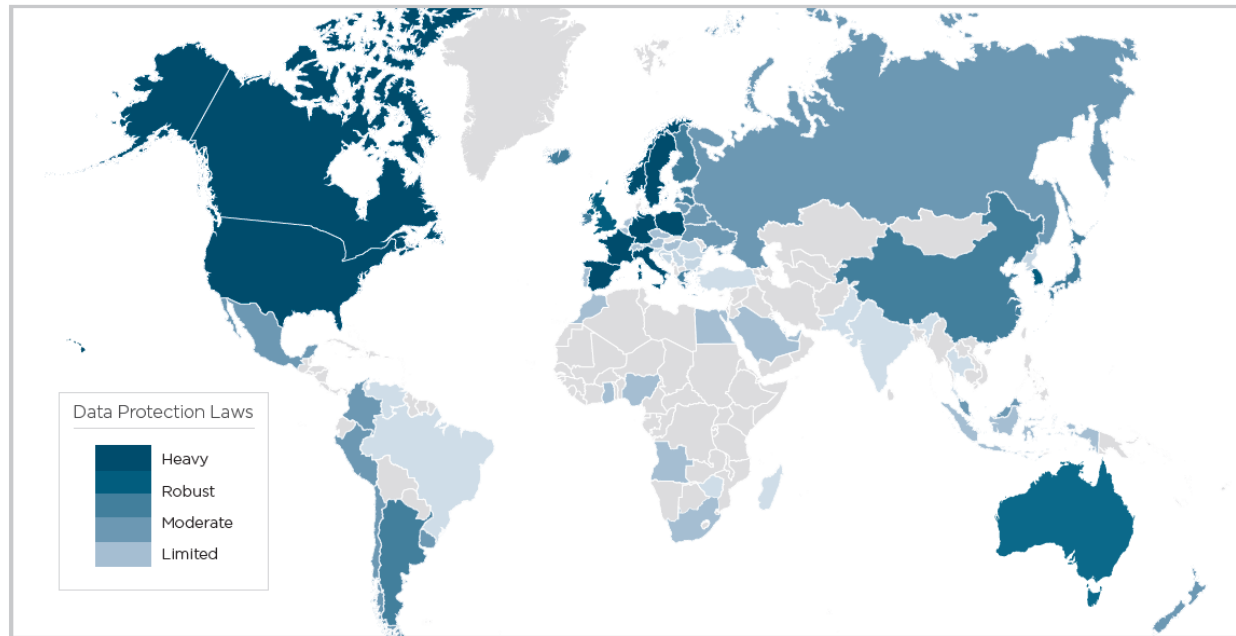 Data Protection Laws
Heavy
Robust
Moderate
Limited